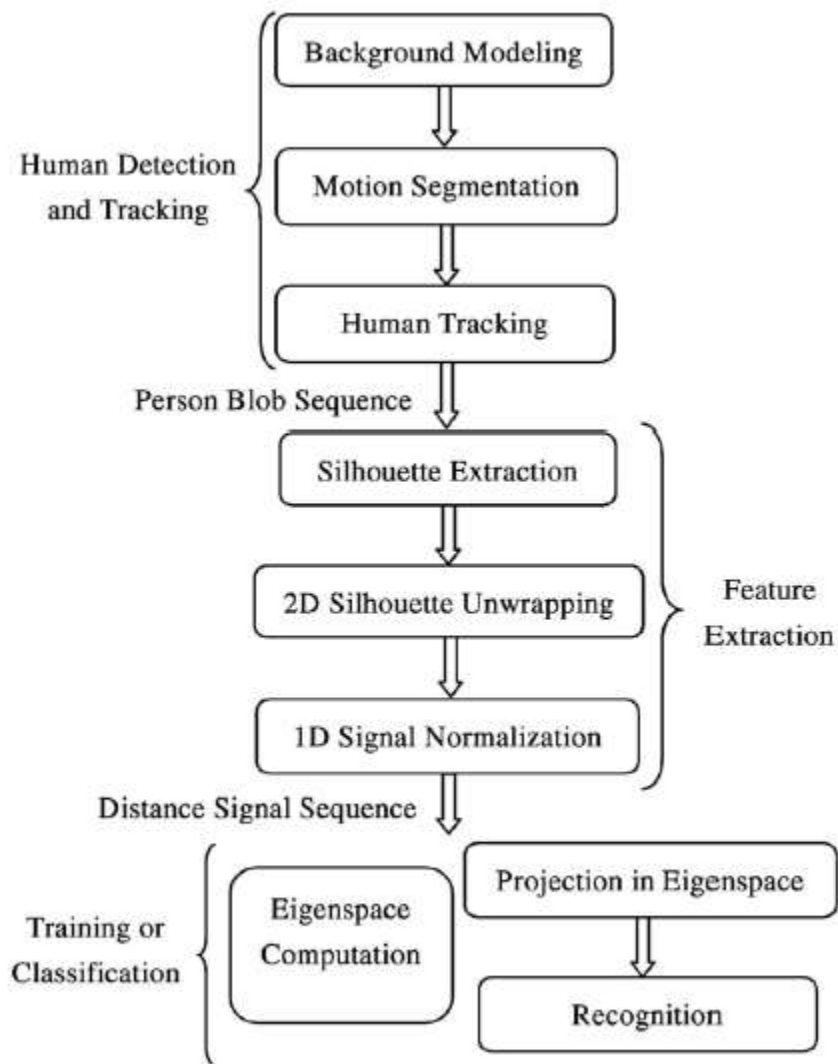 Background Modeling
Human Detection
and Tracking
Motion Segmentation
Human Tracking
Person Blob Sequence
Silhouette Extraction
2D Silhouette Unwrapping
Feature
Extraction
1D Signal Normalization
Distance Signal Sequence
Training or
Classification
Eigenspace
Computation
Projection in Eigenspace
Recognition